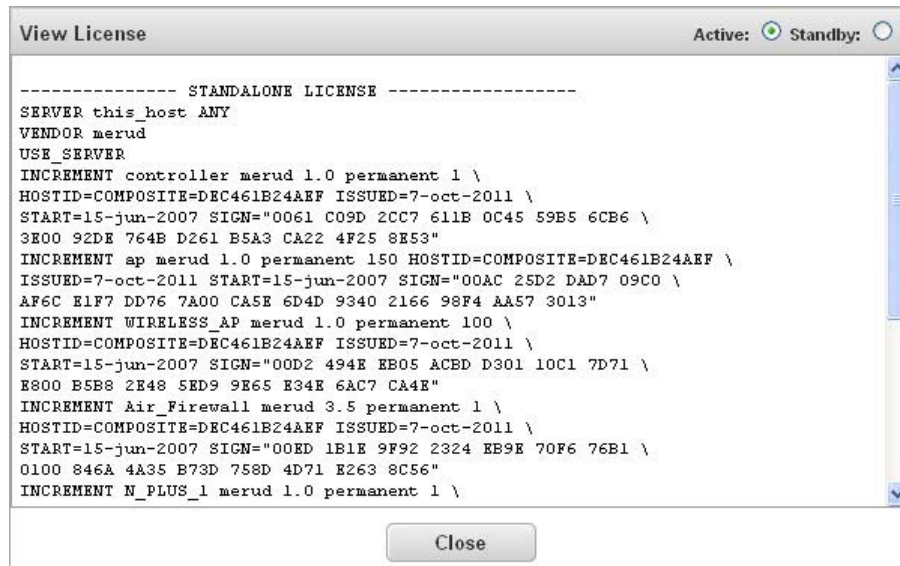 View License Active: Standby:
--------------- STANDALONE LICENSE ------------------
SERVER this_host ANY
VENDOR merud
USE_SERVER
INCREMENT controller merud 1.0 permanent 1 \
HOSTID=COMPOSITE=DEC461B24AEF ISSUED=7-oct-2011 \
START=15-jun-2007 SIGN="0061 C09D 2CC7 611B 0C45 59B5 6CB6 \
3E00 92DE 764B D261 B5A3 CA22 4F25 8E53"
INCREMENT ap merud 1.0 permanent 150 HOSTID=COMPOSITE=DEC461B24AEF \
ISSUED=7-oct-2011 START=15-jun-2007 SIGN="00AC 25D2 DAD7 09C0 \
AF6C E1F7 DD76 7A00 CA5E 6D4D 9340 2166 98F4 AA57 3013"
INCREMENT WIRELESS_AP merud 1.0 permanent 100 \
HOSTID=COMPOSITE=DEC461B24AEF ISSUED=7-oct-2011 \
START=15-jun-2007 SIGN="00D2 494E EB05 ACBD D301 10C1 7D71 \
E800 B5B8 2E48 5ED9 9E65 E34E 6AC7 CA4E"
INCREMENT Air_Firewall merud 3.5 permanent 1 \
HOSTID=COMPOSITE=DEC461B24AEF ISSUED=7-oct-2011 \
START=15-jun-2007 SIGN="00ED 1B1E 9F92 2324 EB9E 70F6 76B1 \
0100 846A 4A35 B73D 758D 4D71 E263 8C56"
INCREMENT N_PLUS_1 merud 1.0 permanent 1 \
Close